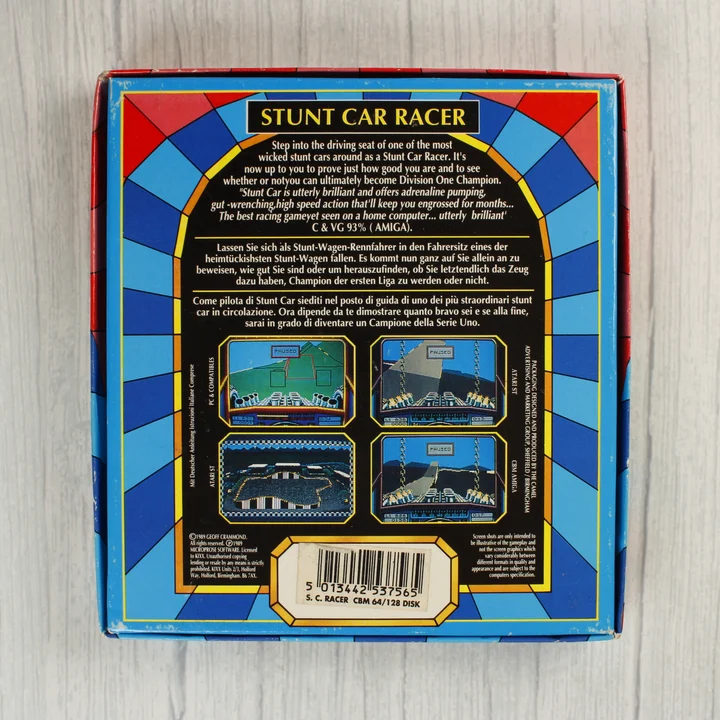 STUNT CAR RACER
Step into the driving seat of one of the most
wicked stunt cars around as a Stunt Car Racer. It's
now up to you to prove just how good you are and to see
whether or notyou can ultimately become Division One Champion.
"Stunt Car is utterly brilliant and offers adrenaline pumping,
gut -wrenching,high speed action that'll keep you engrossed for months...
The best racing gameyet seen on a home computer... utterly brilliant'
C & VG 93% ( AMIGA).
Lassen Sie sich als Stunt-Wagen-Rennfahrer in den Fahrersitz eines der
heimtückishsten Stunt-Wagen fallen. Es kommt nun ganz auf Sie allein an zu
beweisen, wie gut Sie sind oder um herauszufinden, ob Sie letztendlich das Zeug
dazu haben, Champion der ersten Liga zu werden oder nicht.
Come pilota di Stunt Car siediti nel posto di guida di uno dei più straordinari stunt
car in circolazione. Ora dipende da te dimostrare quanto bravo sei e se alla fine,
sarai in grado di diventare un Campione della Serie Uno.
Mit Deutscher Anleitung Istruzioni Italiane Comprese
PC & COMPATIBLES
PAUSED
PAUSED
ATARI ST
ATARI ST
PAUSED
CBM AMIGA
PACKAGING DESIGNED AND PRODUCED BY THE CAMEL
ADVERTISING AND MARKETING GROUP, SHEFFIELD / BIRMINGHAM
©1989 GEOFF CRAMMOND.
All rights reserved. Ⓟ1989
MICROPROSE SOFTWARE. Licensed
to KIXX. Unauthorised copying
lending or resale by any means is strictly
prohibited. KIXX Units 2/3, Holford
Way, Holford, Birmingham. B6 7AX.
Screen shots are only intended to
be illustrative of the gameplay and
not the screen graphics which
vary considerably between
different formats in quality and
appearance and are subject to the
computers specification.
5 013442 537565
S. C. RACER CBM 64/128 DISK